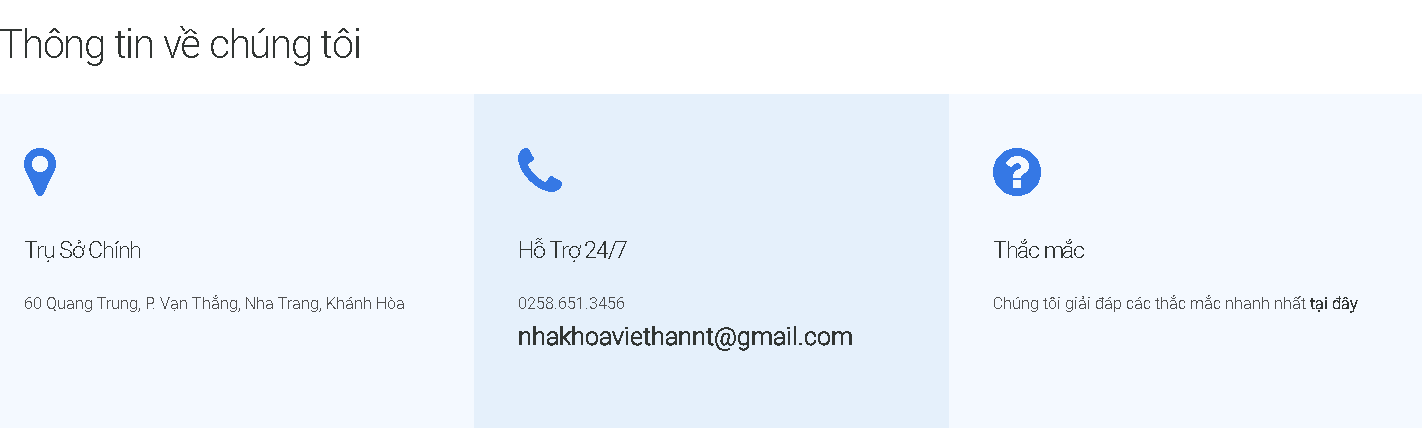 Thông tin về chúng tôi
Trụ Sở Chính
60 Quang Trung, P. Vạn Thắng, Nha Trang, Khánh Hòa
Hỗ Trợ 24/7
0258.651.3456
nhakhoaviethannt@gmail.com
Thắc mắc
Chúng tôi giải đáp các thắc mắc nhanh nhất tại đây